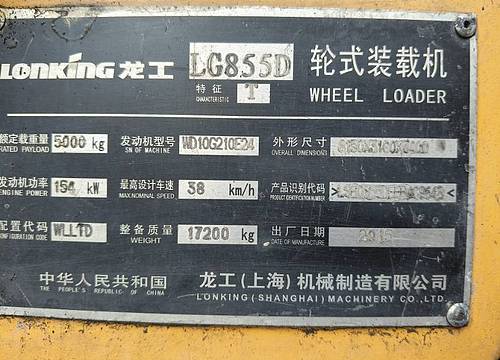 LONKING 龙工 LG855D 轮式装载机
特征 T
CHARACTERISTIC
WHEEL LOADER
额定载重量 5000 kg 发动机型号 WD10G210E24 外形尺寸
RATED PAYLOAD SN OF MACHINE OVERALL DIMENSIONS
发动机功率 kW 最高设计车速 38 km/h 产品识别代码
ENGINE POWER MAX.NOMINAL SPEED PRODUCT IDENTIFICATION NUMBER
配置代码 WLLTD 整备质量 17200 kg 出厂日期
CONFIGURATION CODE WEIGHT DATE OF MANUFACTURE
中华人民共和国 龙工(上海)机械制造有限公司
THE PEOPLE'S REPUBLIC OF CHINA LONKING(SHANGHAI)MACHINERY CO.,LTD.